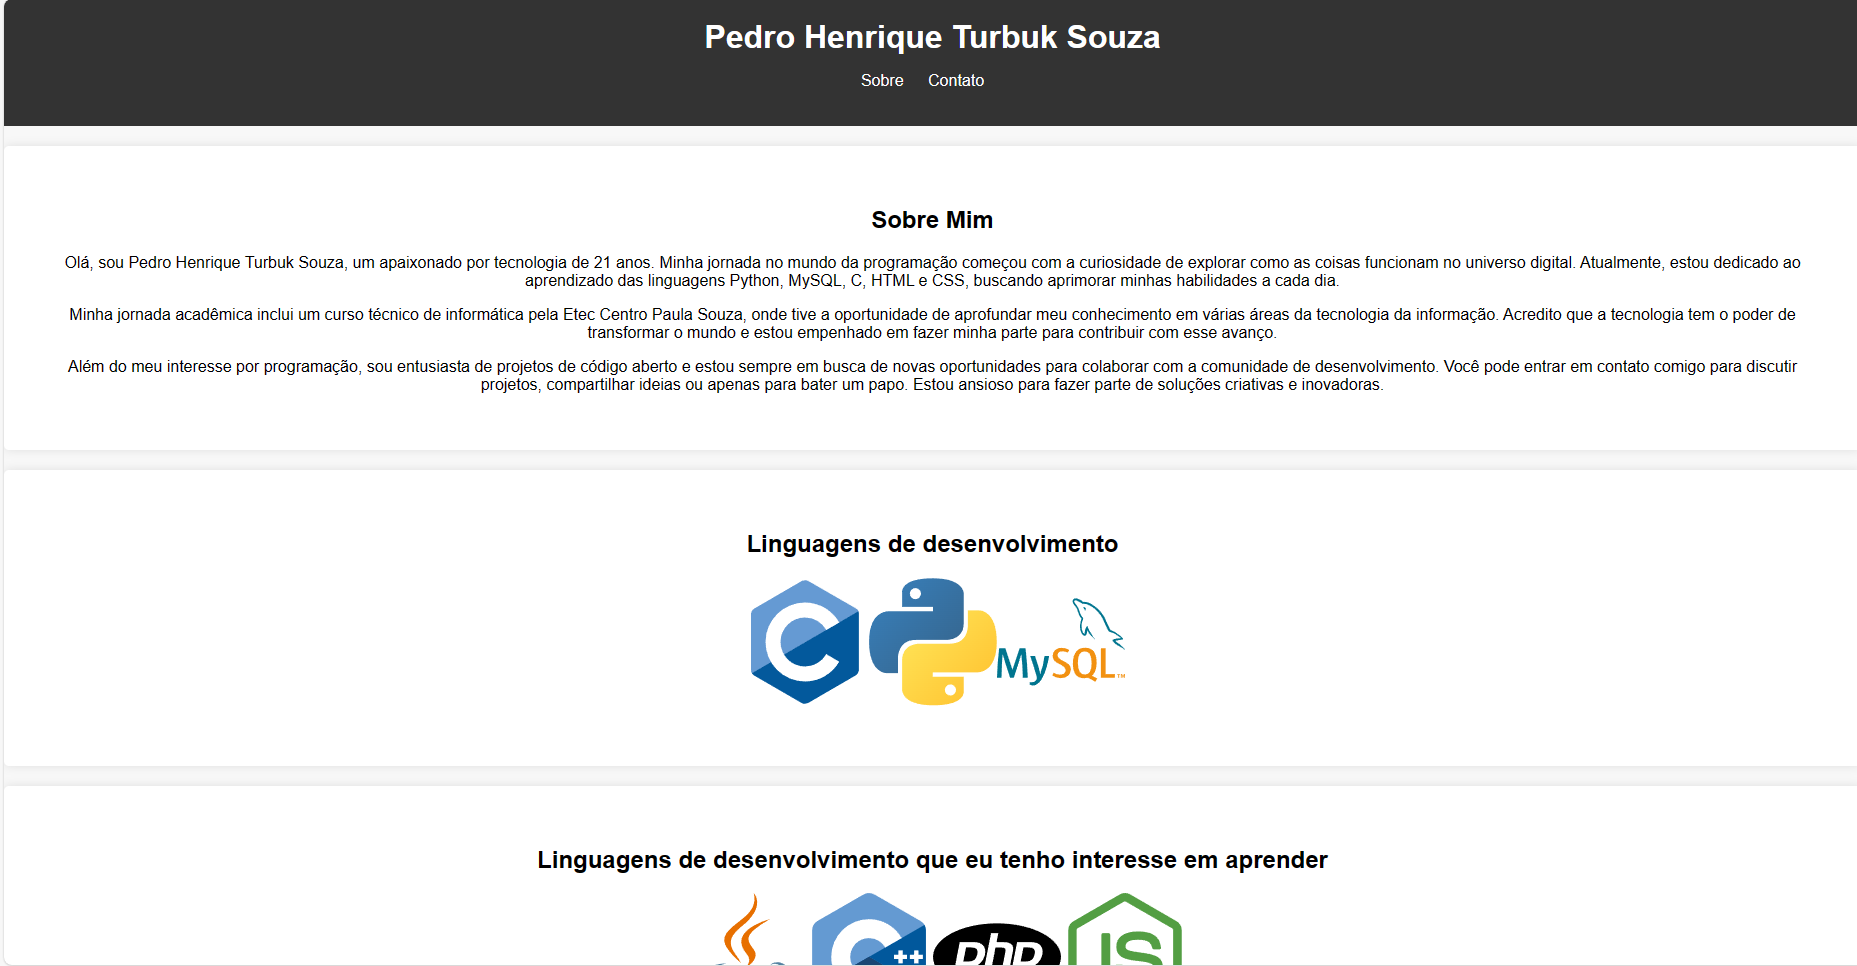 Pedro Henrique Turbuk Souza
Sobre Contato
Sobre Mim
Olá, sou Pedro Henrique Turbuk Souza, um apaixonado por tecnologia de 21 anos. Minha jornada no mundo da programação começou com a curiosidade de explorar como as coisas funcionam no universo digital. Atualmente, estou dedicado ao
aprendizado das linguagens Python, MySQL, C, HTML e CSS, buscando aprimorar minhas habilidades a cada dia.
Minha jornada acadêmica inclui um curso técnico de informática pela Etec Centro Paula Souza, onde tive a oportunidade de aprofundar meu conhecimento em várias áreas da tecnologia da informação. Acredito que a tecnologia tem o poder de
transformar o mundo e estou empenhado em fazer minha parte para contribuir com esse avanço.
Além do meu interesse por programação, sou entusiasta de projetos de código aberto e estou sempre em busca de novas oportunidades para colaborar com a comunidade de desenvolvimento. Você pode entrar em contato comigo para discutir
projetos, compartilhar ideias ou apenas para bater um papo. Estou ansioso para fazer parte de soluções criativas e inovadoras.
Linguagens de desenvolvimento
C MySQL™
Linguagens de desenvolvimento que eu tenho interesse em aprender
C++ php JS